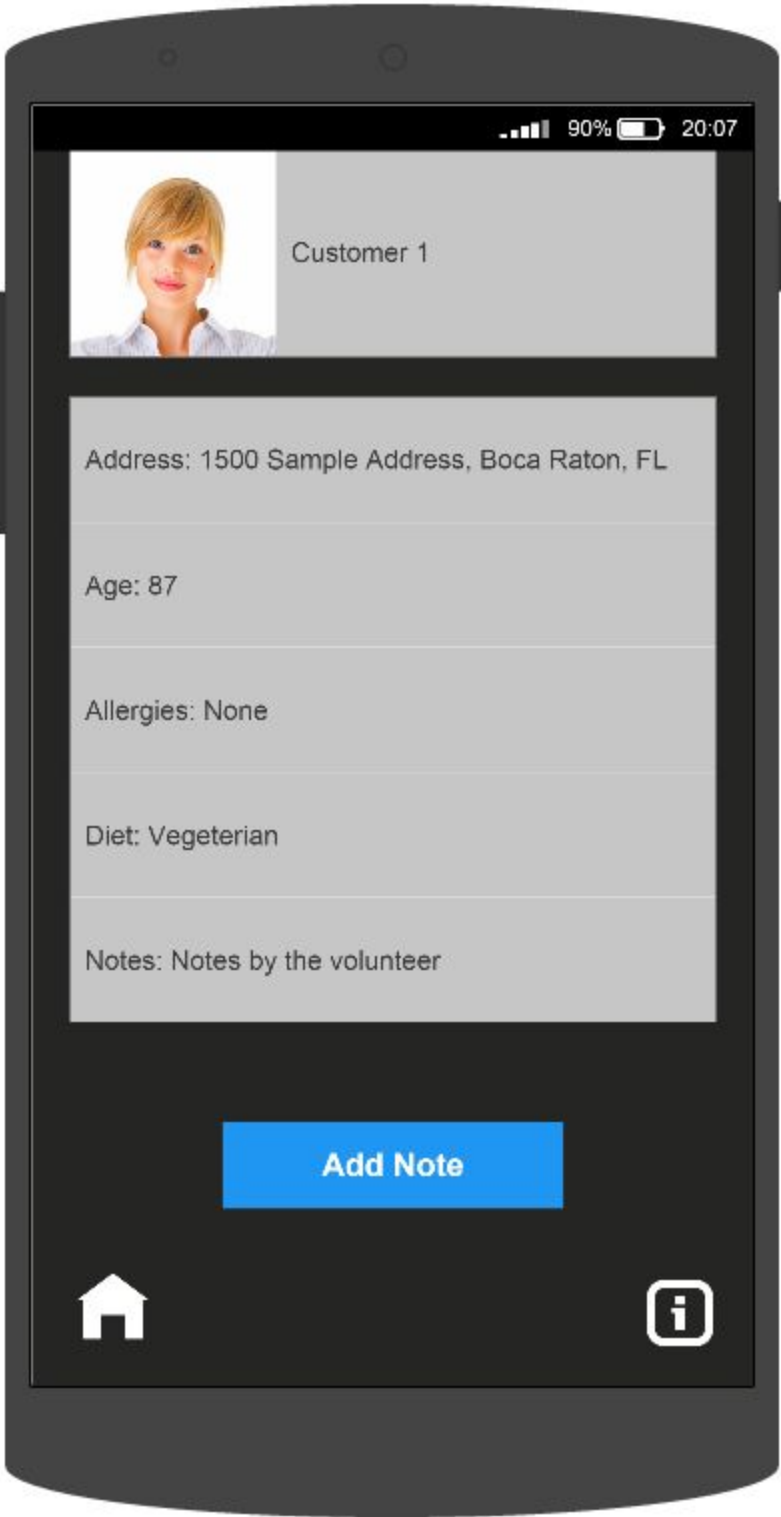 90% 20:07
Customer 1
Address: 1500 Sample Address, Boca Raton, FL
Age: 87
Allergies: None
Diet: Vegeterian
Notes: Notes by the volunteer
Add Note
i